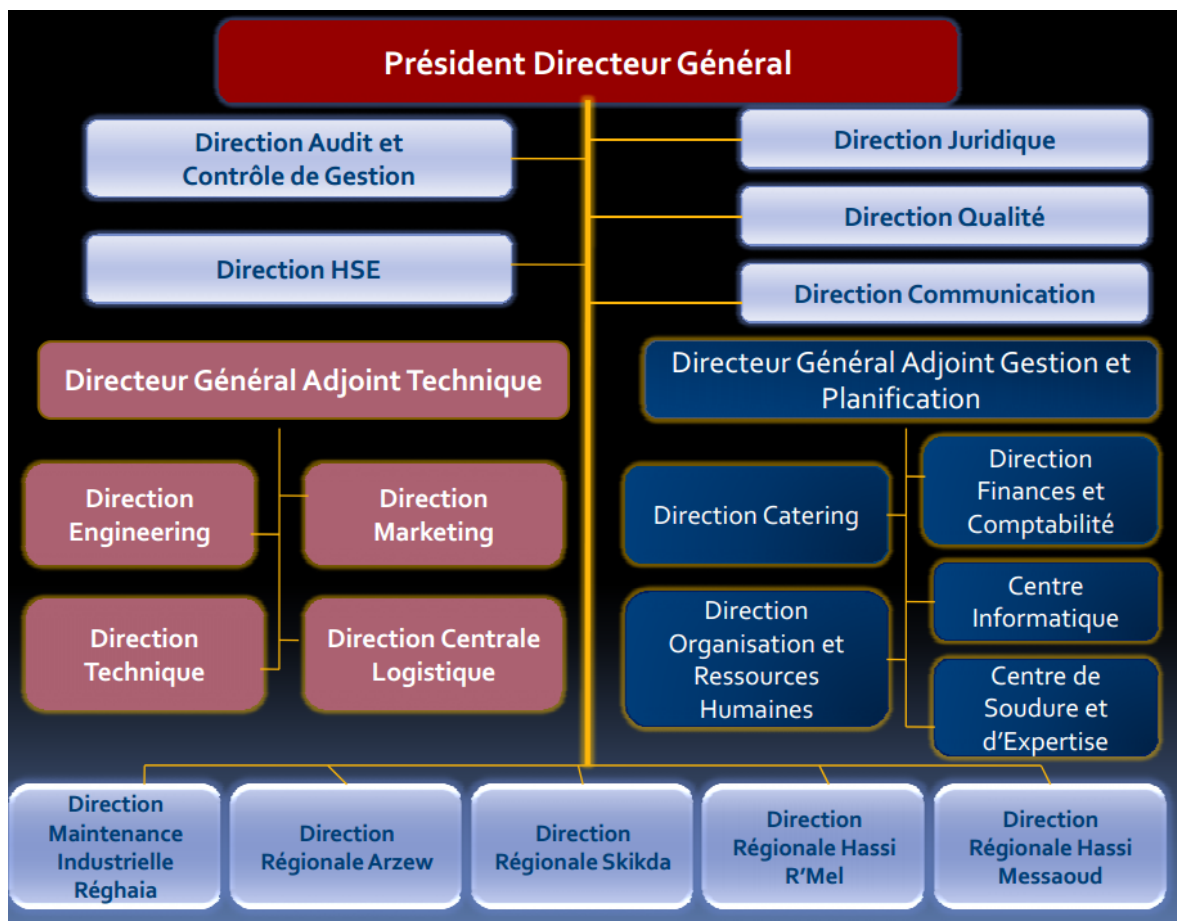 Président Directeur Général
Direction Audit et
Contrôle de Gestion
Direction Juridique
Direction Qualité
Direction HSE
Direction Communication
Directeur Général Adjoint Technique
Directeur Général Adjoint Gestion et
Planification
Direction
Engineering
Direction
Marketing
Direction
Technique
Direction Centrale
Logistique
Direction Catering
Direction
Finances et
Comptabilité
Direction
Organisation et
Ressources
Humaines
Centre
Informatique
Centre de
Soudure et
d'Expertise
Direction
Maintenance
Industrielle
Réghaia
Direction
Régionale Arzew
Direction
Régionale Skikda
Direction
Régionale Hassi
R'Mel
Direction
Régionale Hassi
Messaoud